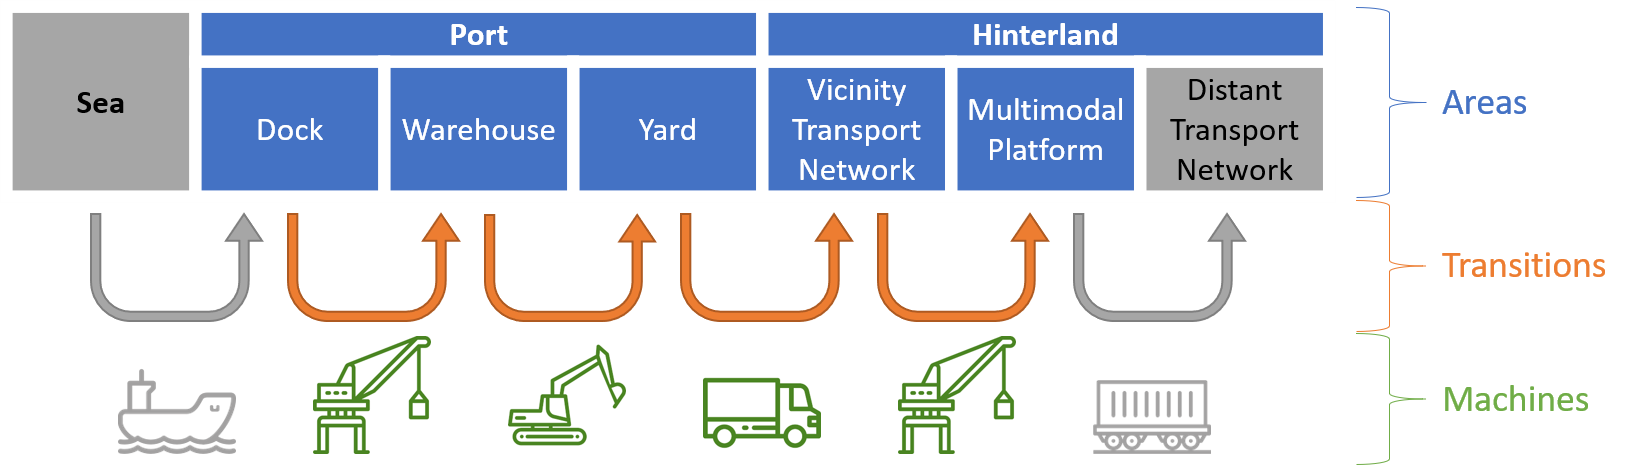 Sea
Port
Hinterland
Dock
Warehouse
Yard
Vicinity
Transport
Network
Multimodal
Platform
Distant
Transport
Network
Areas
Transitions
Machines